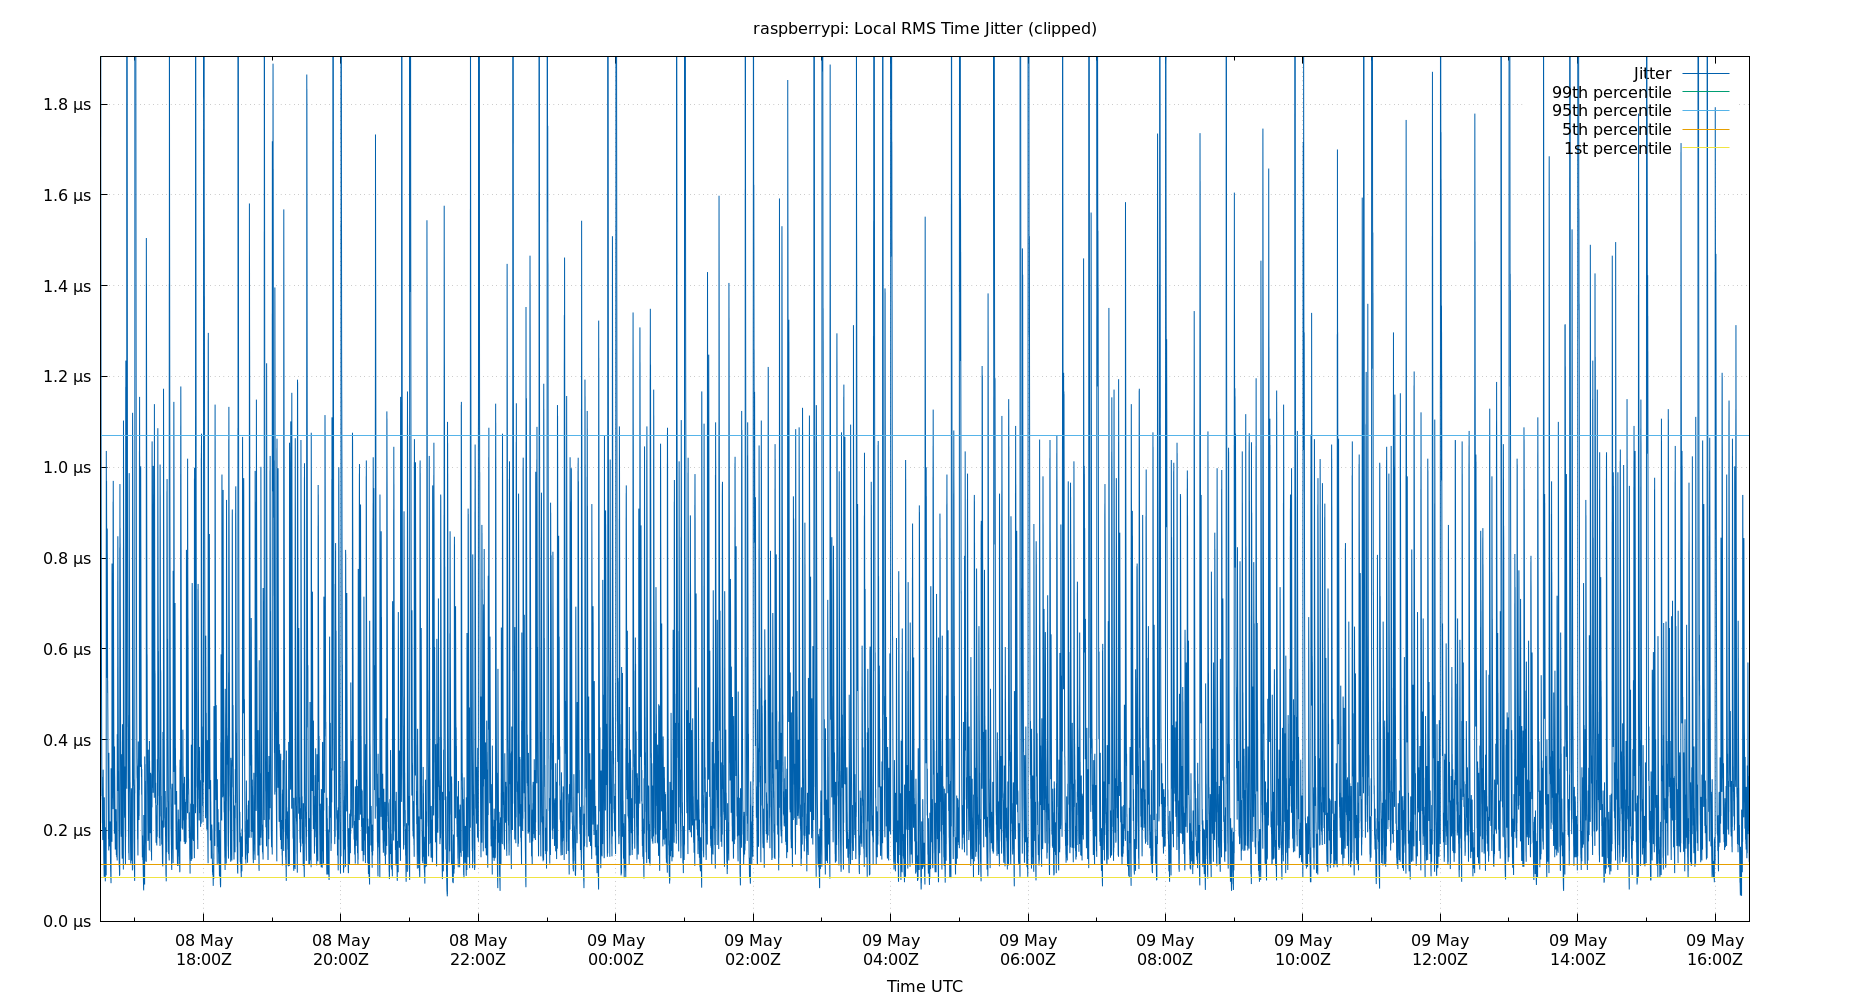 raspberrypi: Local RMS Time Jitter (clipped)
Jitter
99th percentile
95th percentile
5th percentile
1st percentile
1.8 µs
1.6 µs
1.4 µs
1.2 µs
1.0 µs
0.8 µs
0.6 µs
0.4 µs
0.2 µs
0.0 µs
08 May 18:00Z
08 May 20:00Z
08 May 22:00Z
09 May 00:00Z
09 May 02:00Z
09 May 04:00Z
09 May 06:00Z
09 May 08:00Z
09 May 10:00Z
09 May 12:00Z
09 May 14:00Z
09 May 16:00Z
Time UTC